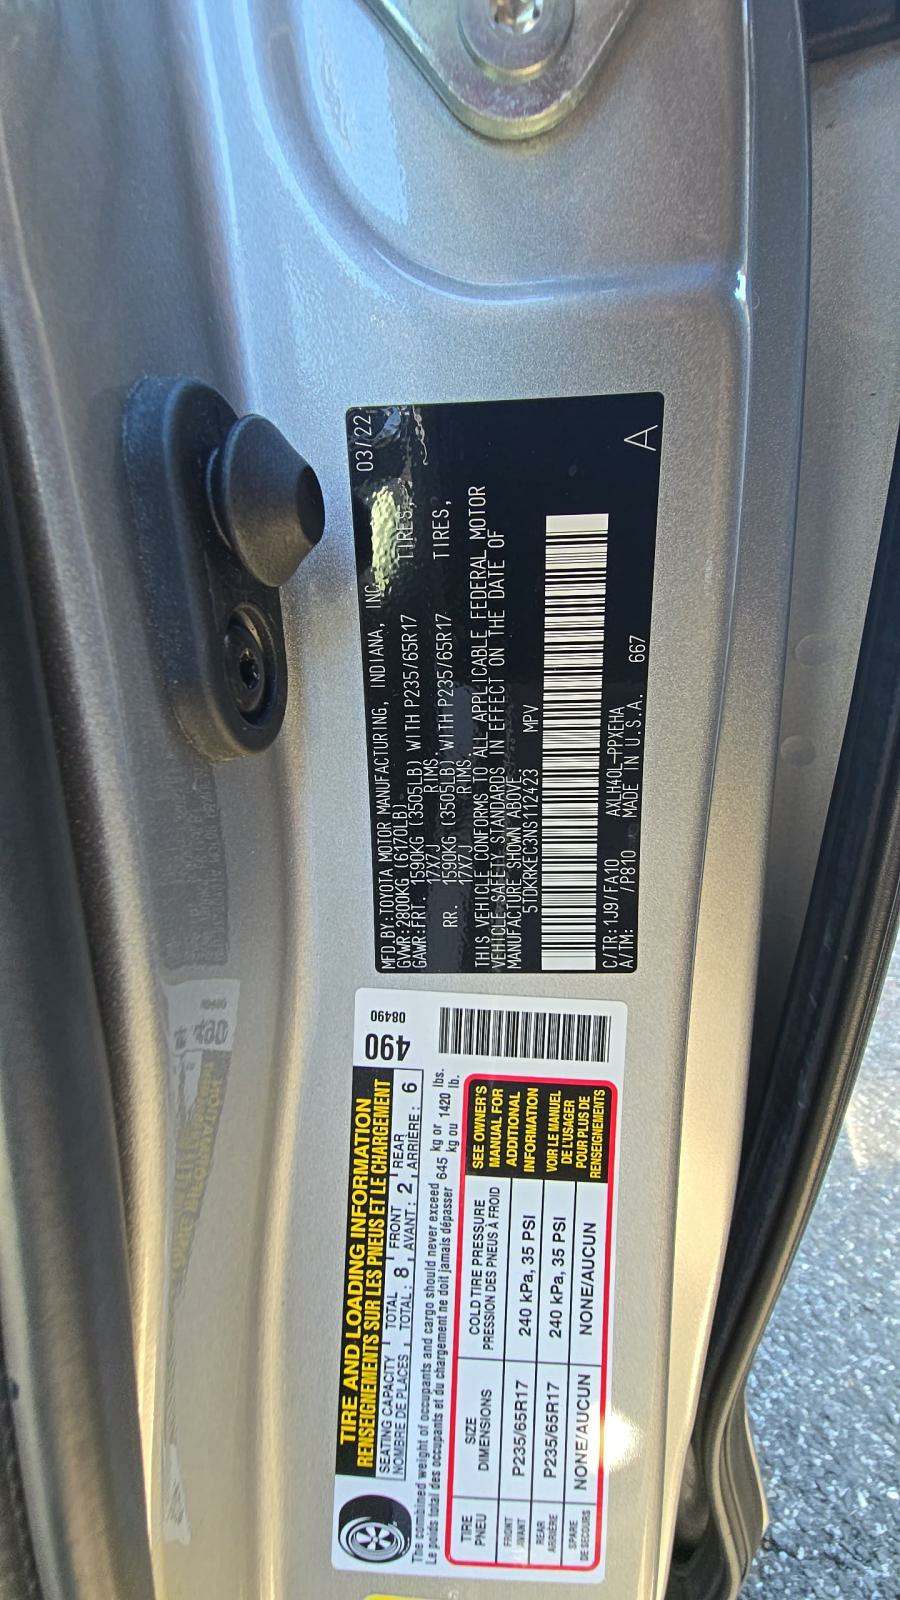 MFD.BY:TOYOTA MOTOR MANUFACTURING, INDIANA, INC. 03/22
GVWR:2800KG (6170LB)
GAWR:FRT. 1590KG (3505LB) WITH P235/65R17 TIRES,
17X7J RIMS,
RR. 1590KG (3505LB) WITH P235/65R17 TIRES,
17X7J RIMS.
THIS VEHICLE CONFORMS TO ALL APPLICABLE FEDERAL MOTOR
VEHICLE SAFETY STANDARDS IN EFFECT ON THE DATE OF
MANUFACTURE SHOWN ABOVE.
5TDKRKEC3NS112423 MPV
C/TR:1J9/FA10 AXLH40L-PPXEHA
A/TM: /P810 MADE IN U.S.A. 667
A
TIRE AND LOADING INFORMATION
RENSEIGNEMENTS SUR LES PNEUS ET LE CHARGEMENT
490
08490
SEATING CAPACITY TOTAL FRONT REAR
NOMBRE DE PLACES TOTAL : 8 AVANT : 2 ARRIÈRE : 6
The combined weight of occupants and cargo should never exceed 645 kg or 1420 lbs.
Le poids total des occupants et du chargement ne doit jamais dépasser kg ou lb.
TIRE SIZE COLD TIRE PRESSURE
PNEU DIMENSIONS PRESSION DES PNEUS À FROID
FRONT
AVANT
P235/65R17 240 kPa, 35 PSI
REAR
ARRIÈRE
P235/65R17 240 kPa, 35 PSI
SPARE
DE SECOURS
NONE/AUCUN NONE/AUCUN
SEE OWNER'S
MANUAL FOR
ADDITIONAL
INFORMATION
VOIR LE MANUEL
DE L'USAGER
POUR PLUS DE
RENSEIGNEMENTS